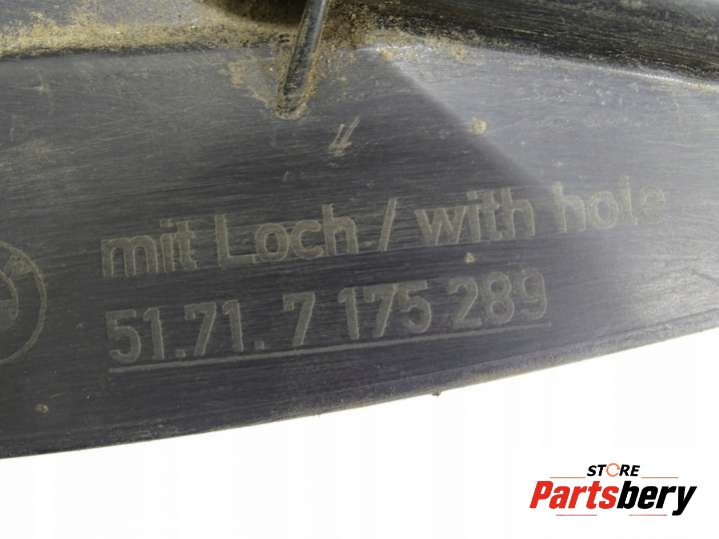 mit Loch / with hole
51.71. 7 175 289
STORE
Partsbery